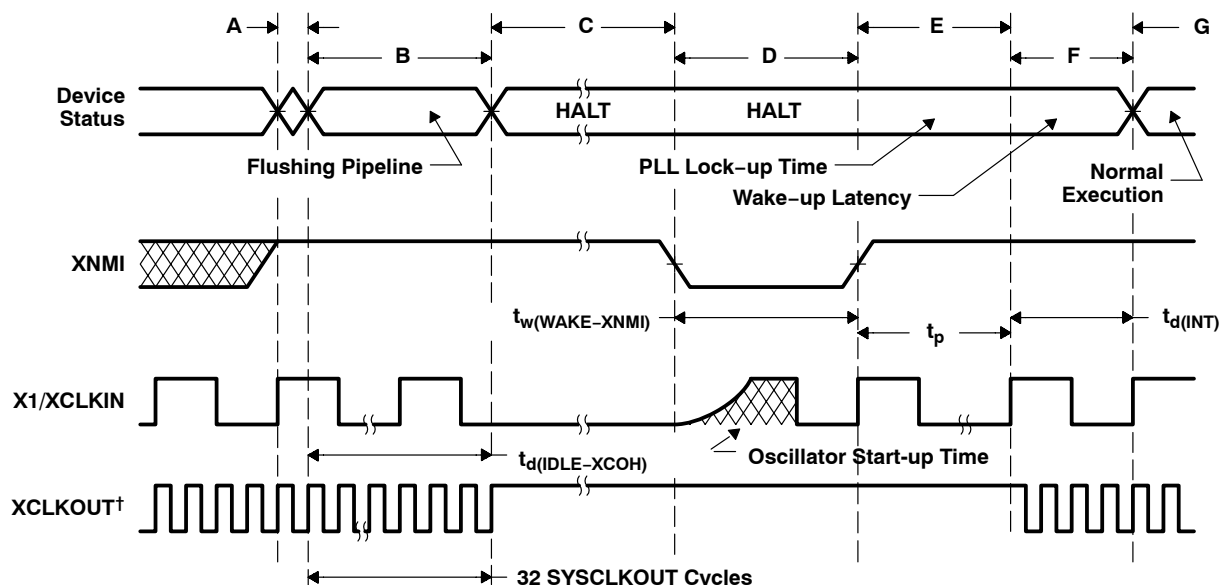 A
B
C
D
E
F
G
Device
Status
HALT
HALT
Flushing Pipeline
PLL Lock–up Time
Wake–up Latency
Normal
Execution
XNMI
tw(WAKE–XNMI)
tp
td(INT)
X1/XCLKIN
Oscillator Start-up Time
td(IDLE–XCOH)
XCLKOUT†
32 SYSCLKOUT Cycles